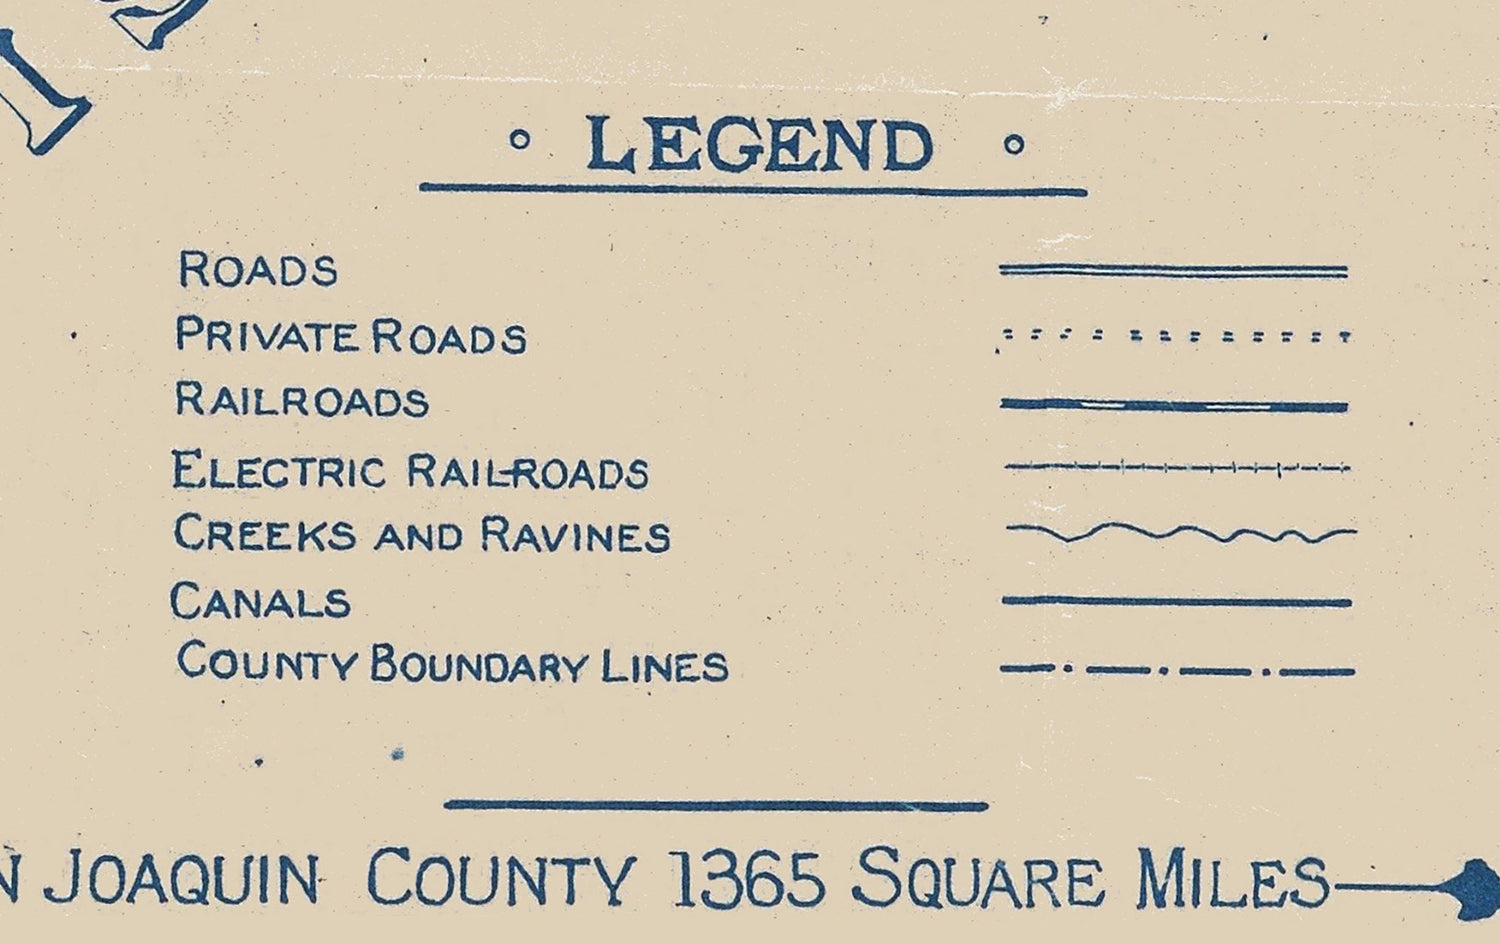 LEGEND
ROADS
PRIVATE ROADS
RAILROADS
ELECTRIC RAILROADS
CREEKS AND RAVINES
CANALS
COUNTY BOUNDARY LINES
N JOAQUIN COUNTY 1365 SQUARE MILES